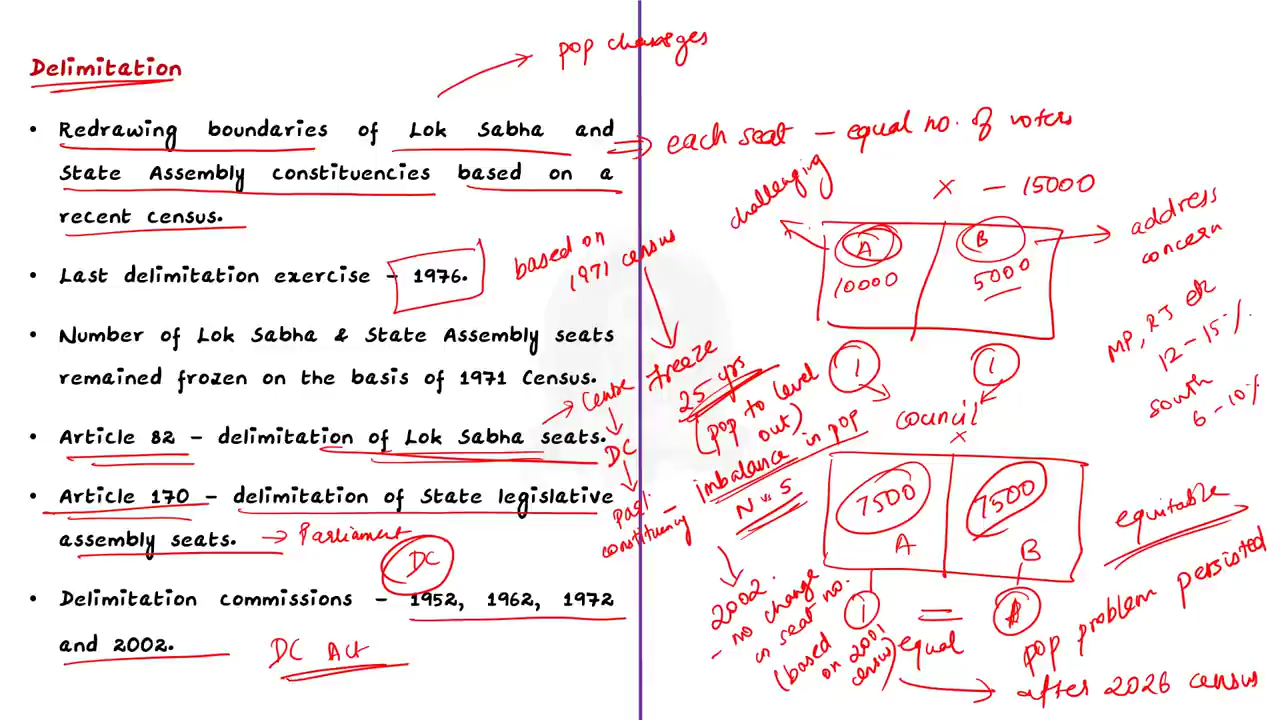 Delimitation
• Redrawing boundaries of Lok Sabha and
State Assembly constituencies based on a
recent census.
• Last delimitation exercise - 1976.
• Number of Lok Sabha & State Assembly seats
remained frozen on the basis of 1971 Census.
• Article 82 - delimitation of Lok Sabha seats.
• Article 170 - delimitation of State legislative
assembly seats. → Parliament
DC
• Delimitation commissions - 1952, 1962, 1972
and 2002.
DC Act
pop changes
⇒ each seat - equal no. of voters
based on
1971 census
freeze
25 yrs
(pop to level
out)
Centre
DC
Parl.
constituency
- imbalance in pop
N vs S
2002.
- no change
in seat no.
(based
on 2001
census)
after 2026 census
X - 15000
challenging
A
10000
B
5000
address
concern
1
1
council
MP, RJ etc
12-15%
South
6-10%
X
7500
A
7500
B
1 = 1
equal
equitable
pop problem persisted